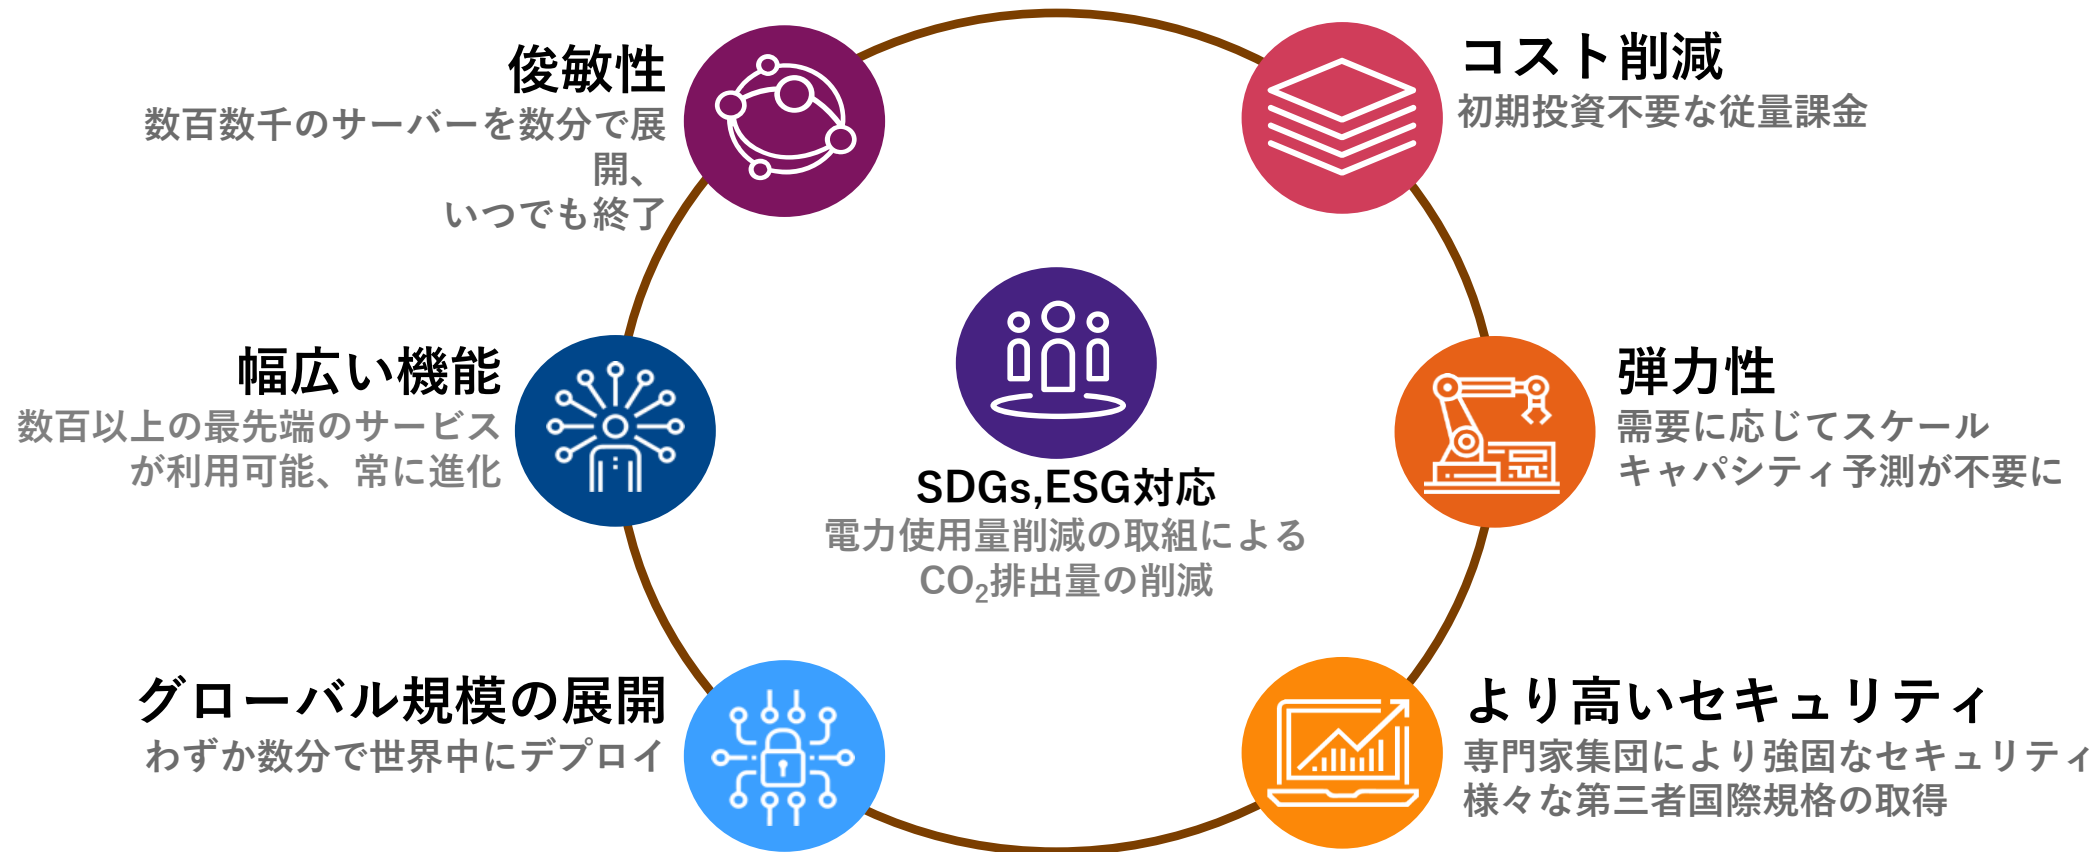 俊敏性
数百数千のサーバーを数分で展
開、
いつでも終了
コスト削減
初期投資不要な従量課金
幅広い機能
数百以上の最先端のサービス
が利用可能、常に進化
SDGs,ESG対応
電力使用量削減の取組による
CO₂排出量の削減
弾力性
需要に応じてスケール
キャパシティ予測が不要に
グローバル規模の展開
わずか数分で世界中にデプロイ
より高いセキュリティ
専門家集団により強固なセキュリティ
様々な第三者国際規格の取得